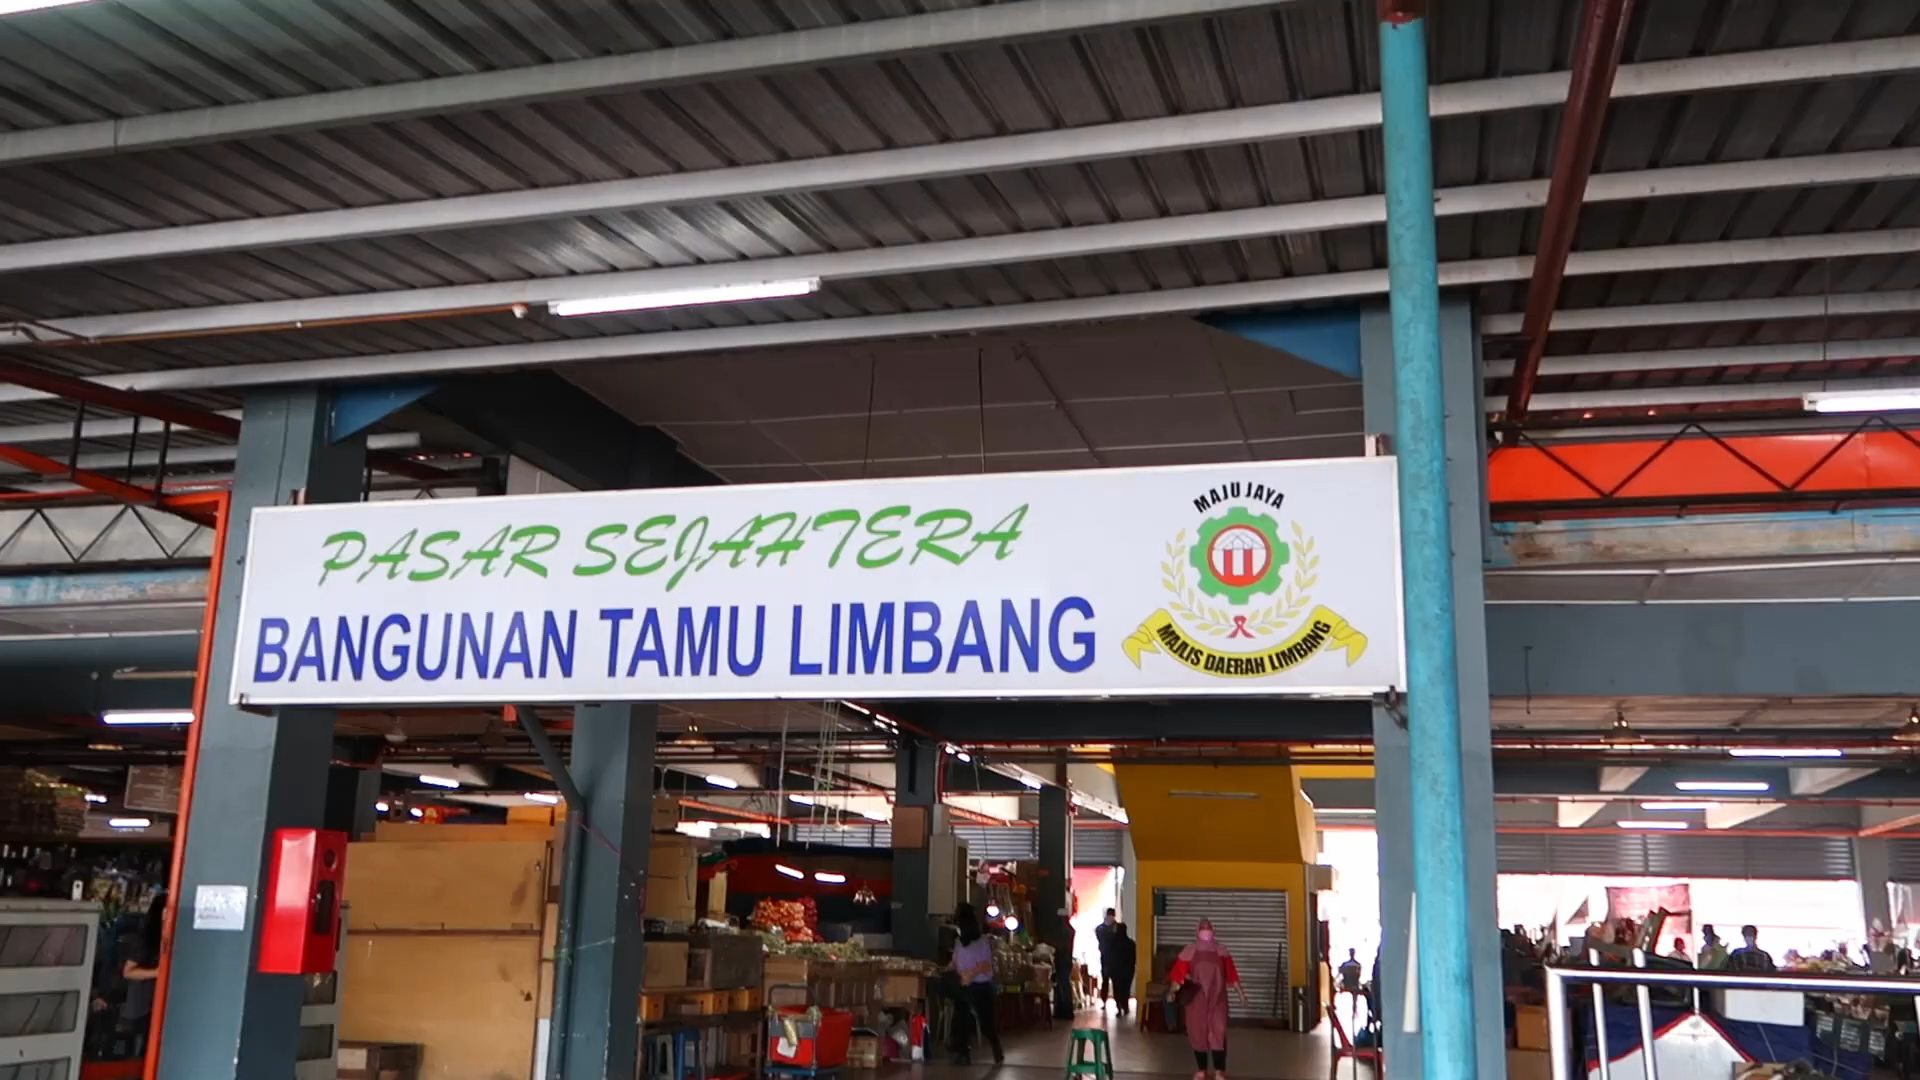 PASAR SEJAHTERA
BANGUNAN TAMU LIMBANG
MAJU JAYA
MAJLIS DAERAH LIMBANG